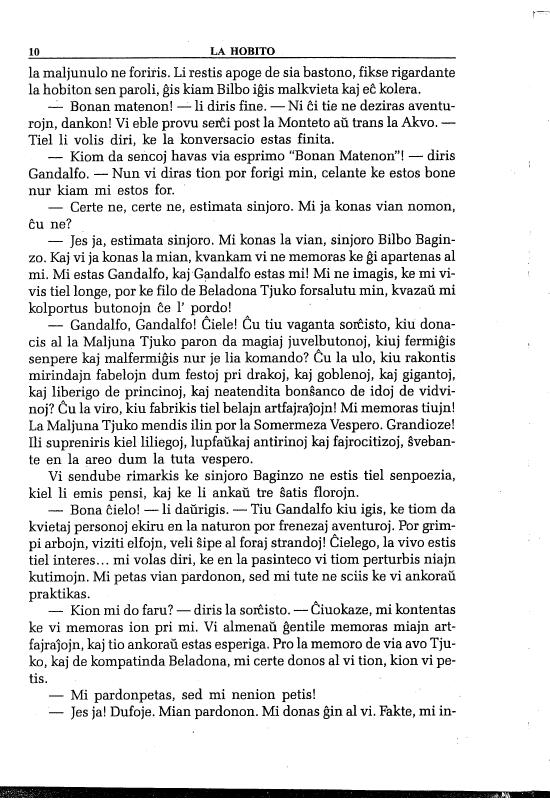 10 LA HOBITO
la maljunulo ne foriris. Li restis apoge de sia bastono, fikse rigardante
la hobiton sen paroli, ĝis kiam Bilbo iĝis malkvieta kaj eĉ kolera.
— Bonan matenon! — li diris fine. — Ni ĉi tie ne deziras aventu-
rojn, dankon! Vi eble provu serĉi post la Monteto aŭ trans la Akvo. —
Tiel li volis diri, ke la konversacio estas finita.
— Kiom da sencoj havas via esprimo “Bonan Matenon”! — diris
Gandalfo. — Nun vi diras tion por forigi min, celante ke estos bone
nur kiam mi estos for.
— Certe ne, certe ne, estimata sinjoro. Mi ja konas vian nomon,
ĉu ne?
— Jes ja, estimata sinjoro. Mi konas la vian, sinjoro Bilbo Bagin-
zo. Kaj vi ja konas la mian, kvankam vi ne memoras ke ĝi apartenas al
mi. Mi estas Gandalfo, kaj Gandalfo estas mi! Mi ne imagis, ke mi vi-
vis tiel longe, por ke filo de Beladona Tjuko forsalutu min, kvazaŭ mi
kolportus butonojn ĉe l’ pordo!
— Gandalfo, Gandalfo! Ĉiele! Ĉu tiu vaganta sorĉisto, kiu dona-
cis al la Maljuna Tjuko paron da magiaj juvelbutonoj, kiuj fermiĝis
senpere kaj malfermiĝis nur je lia komando? Ĉu la ulo, kiu rakontis
mirindajn fabelojn dum festoj pri drakoj, kaj goblenoj, kaj gigantoj,
kaj liberigo de princinoj, kaj neatendita bonŝanco de idoj de vidvi-
noj? Ĉu la viro, kiu fabrikis tiel belajn artfajraĵojn! Mi memoras tiujn!
La Maljuna Tjuko mendis ilin por la Somermeza Vespero. Grandioze!
Ili supreniris kiel liliegoj, lupfaŭkaj antirinoj kaj fajrocitizoj, ŝveban-
te en la areo dum la tuta vespero.
Vi sendube rimarkis ke sinjoro Baginzo ne estis tiel senpoezia,
kiel li emis pensi, kaj ke li ankaŭ tre ŝatis florojn.
— Bona ĉielo! — li daŭrigis. — Tiu Gandalfo kiu igis, ke tiom da
kvietaj personoj ekiru en la naturon por frenezaj aventuroj. Por grim-
pi arbojn, viziti elfojn, veli ŝipe al foraj strandoj! Ĉielego, la vivo estis
tiel interes... mi volas diri, ke en la pasinteco vi tiom perturbis niajn
kutimojn. Mi petas vian pardonon, sed mi tute ne sciis ke vi ankoraŭ
praktikas.
— Kion mi do faru? — diris la sorĉisto. — Ĉiuokaze, mi kontentas
ke vi memoras ion pri mi. Vi almenaŭ ĝentile memoras miajn art-
fajraĵojn, kaj tio ankoraŭ estas esperiga. Pro la memoro de via avo Tju-
ko, kaj de kompatinda Beladona, mi certe donos al vi tion, kion vi pe-
tis.
— Mi pardonpetas, sed mi nenion petis!
— Jes ja! Dufoje. Mian pardonon. Mi donas ĝin al vi. Fakte, mi in-